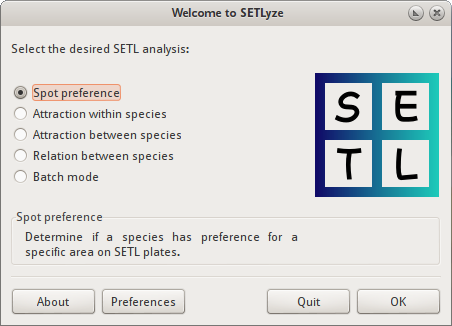 Welcome to SETLyze
Select the desired SETL analysis:
Spot preference
Attraction within species
Attraction between species
Relation between species
Batch mode
S E
T L
Spot preference
Determine if a species has preference for a
specific area on SETL plates.
About Preferences Quit OK